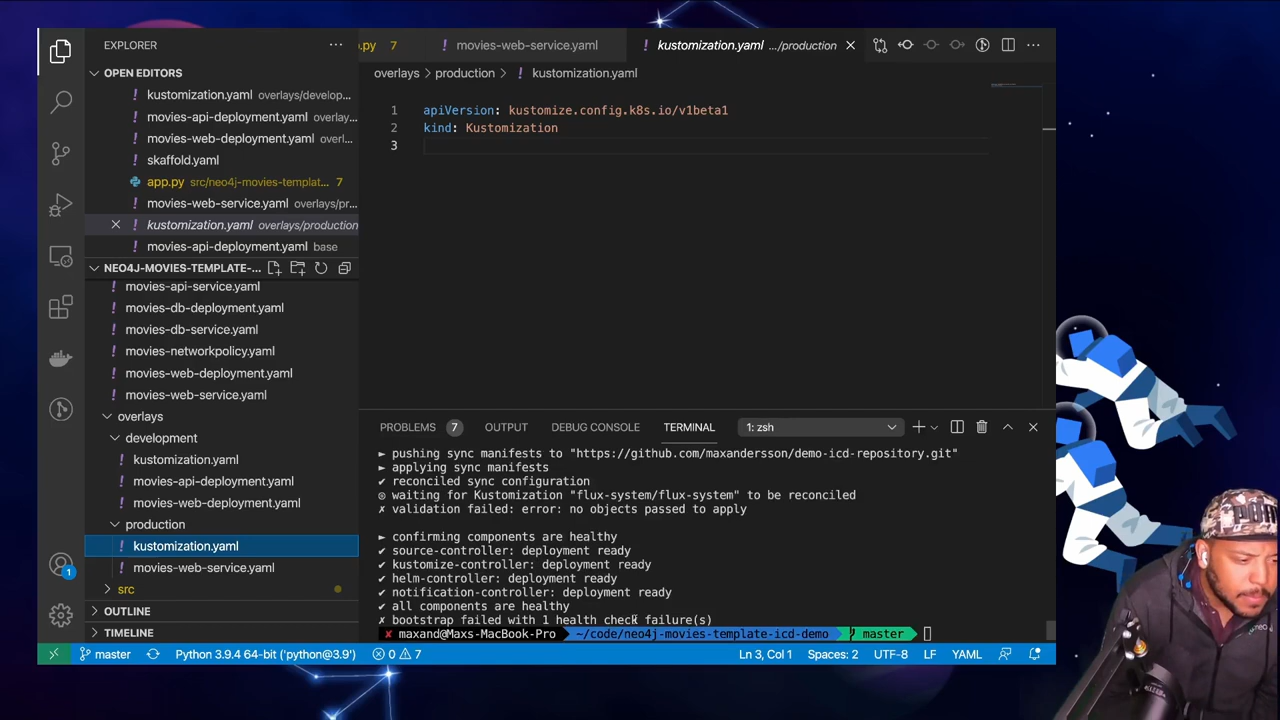 EXPLORER
.py 7
movies-web-service.yaml
kustomization.yaml .../production
OPEN EDITORS
overlays > production > ! kustomization.yaml
! kustomization.yaml overlays/develop...
! movies-api-deployment.yaml overlay...
! movies-web-deployment.yaml overl...
! skaffold.yaml
app.py src/neo4j-movies-templat... 7
! movies-web-service.yaml overlays/pr...
! kustomization.yaml overlays/production
! movies-api-deployment.yaml base
1 apiVersion: kustomize.config.k8s.io/v1beta1
2 kind: Kustomization
3
NEO4J-MOVIES-TEMPLATE-...
! movies-api-service.yaml
! movies-db-deployment.yaml
! movies-db-service.yaml
! movies-networkpolicy.yaml
! movies-web-deployment.yaml
! movies-web-service.yaml
overlays
development
! kustomization.yaml
! movies-api-deployment.yaml
! movies-web-deployment.yaml
production
! kustomization.yaml
! movies-web-service.yaml
src
OUTLINE
TIMELINE
PROBLEMS 7 OUTPUT DEBUG CONSOLE TERMINAL 1: zsh
► pushing sync manifests to "https://github.com/maxandersson/demo-icd-repository.git"
► applying sync manifests
✔ reconciled sync configuration
◎ waiting for Kustomization "flux-system/flux-system" to be reconciled
✗ validation failed: error: no objects passed to apply
► confirming components are healthy
✔ source-controller: deployment ready
✔ kustomize-controller: deployment ready
✔ helm-controller: deployment ready
✔ notification-controller: deployment ready
✔ all components are healthy
✗ bootstrap failed with 1 health check failure(s)
✘ maxand@Maxs-MacBook-Pro ~/code/neo4j-movies-template-icd-demo master
1
master Python 3.9.4 64-bit ('python@3.9') 0 7 Ln 3, Col 1 Spaces: 2 UTF-8 LF YAML